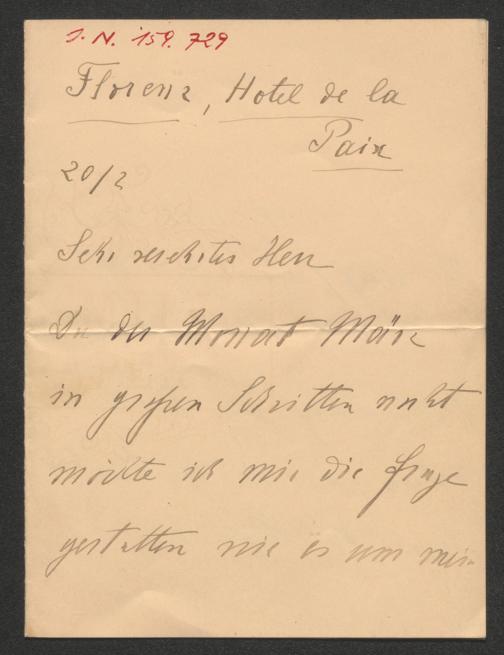 J. N. 159.729
Florenz, Hotel de la
Paix
20/2
Sehr verehrter Herr
Da der Monat März
in großen Schritten naht
möchte ich mir die Frage
gestatten wie es um mein